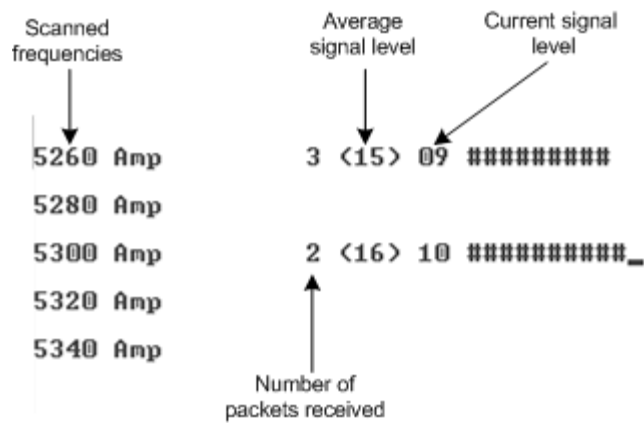 Scanned
frequencies
Average
signal level
Current signal
level
5260 Amp 3 (15) 09 #########
5280 Amp
5300 Amp 2 (16) 10 ##########_
5320 Amp
5340 Amp
Number of
packets received